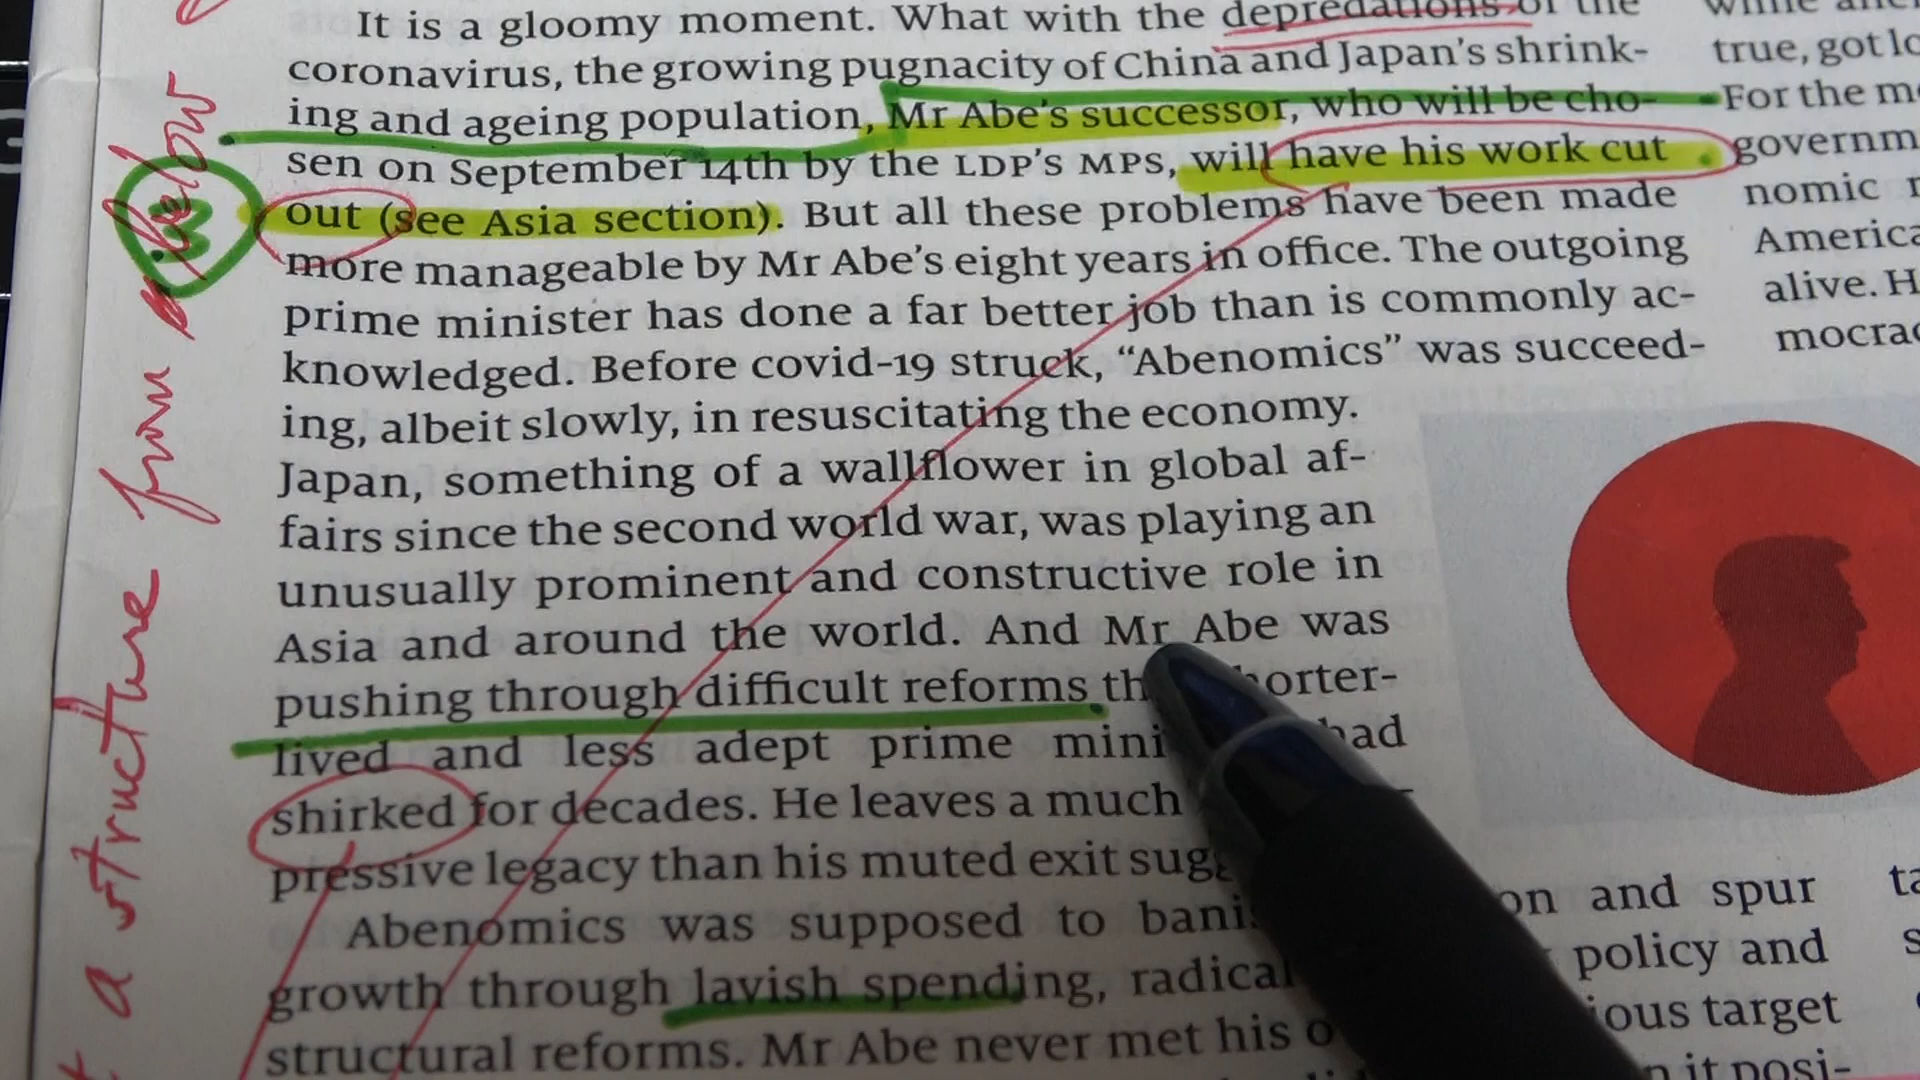 It is a gloomy moment. What with the depredations of the
coronavirus, the growing pugnacity of China and Japan's shrink-
ing and ageing population, Mr Abe's successor, who will be cho-
sen on September 14th by the LDP'S MPS, will have his work cut
out (see Asia section). But all these problems have been made
more manageable by Mr Abe's eight years in office. The outgoing
prime minister has done a far better job than is commonly ac-
knowledged. Before covid-19 struck, “Abenomics” was succeed-
ing, albeit slowly, in resuscitating the economy.
Japan, something of a wallflower in global af-
fairs since the second world war, was playing an
unusually prominent and constructive role in
Asia and around the world. And Mr Abe was
pushing through difficult reforms
lived and less adept prime
shirked for decades. He leaves a much
pressive legacy than his muted exit
Abenomics was supposed to
growth through lavish spending, radical
structural reforms. Mr Abe never met his
true, got
For the
governm
nomic
America
alive. H
mocrac
on and spur
policy and
target
it posi-
a structure from below